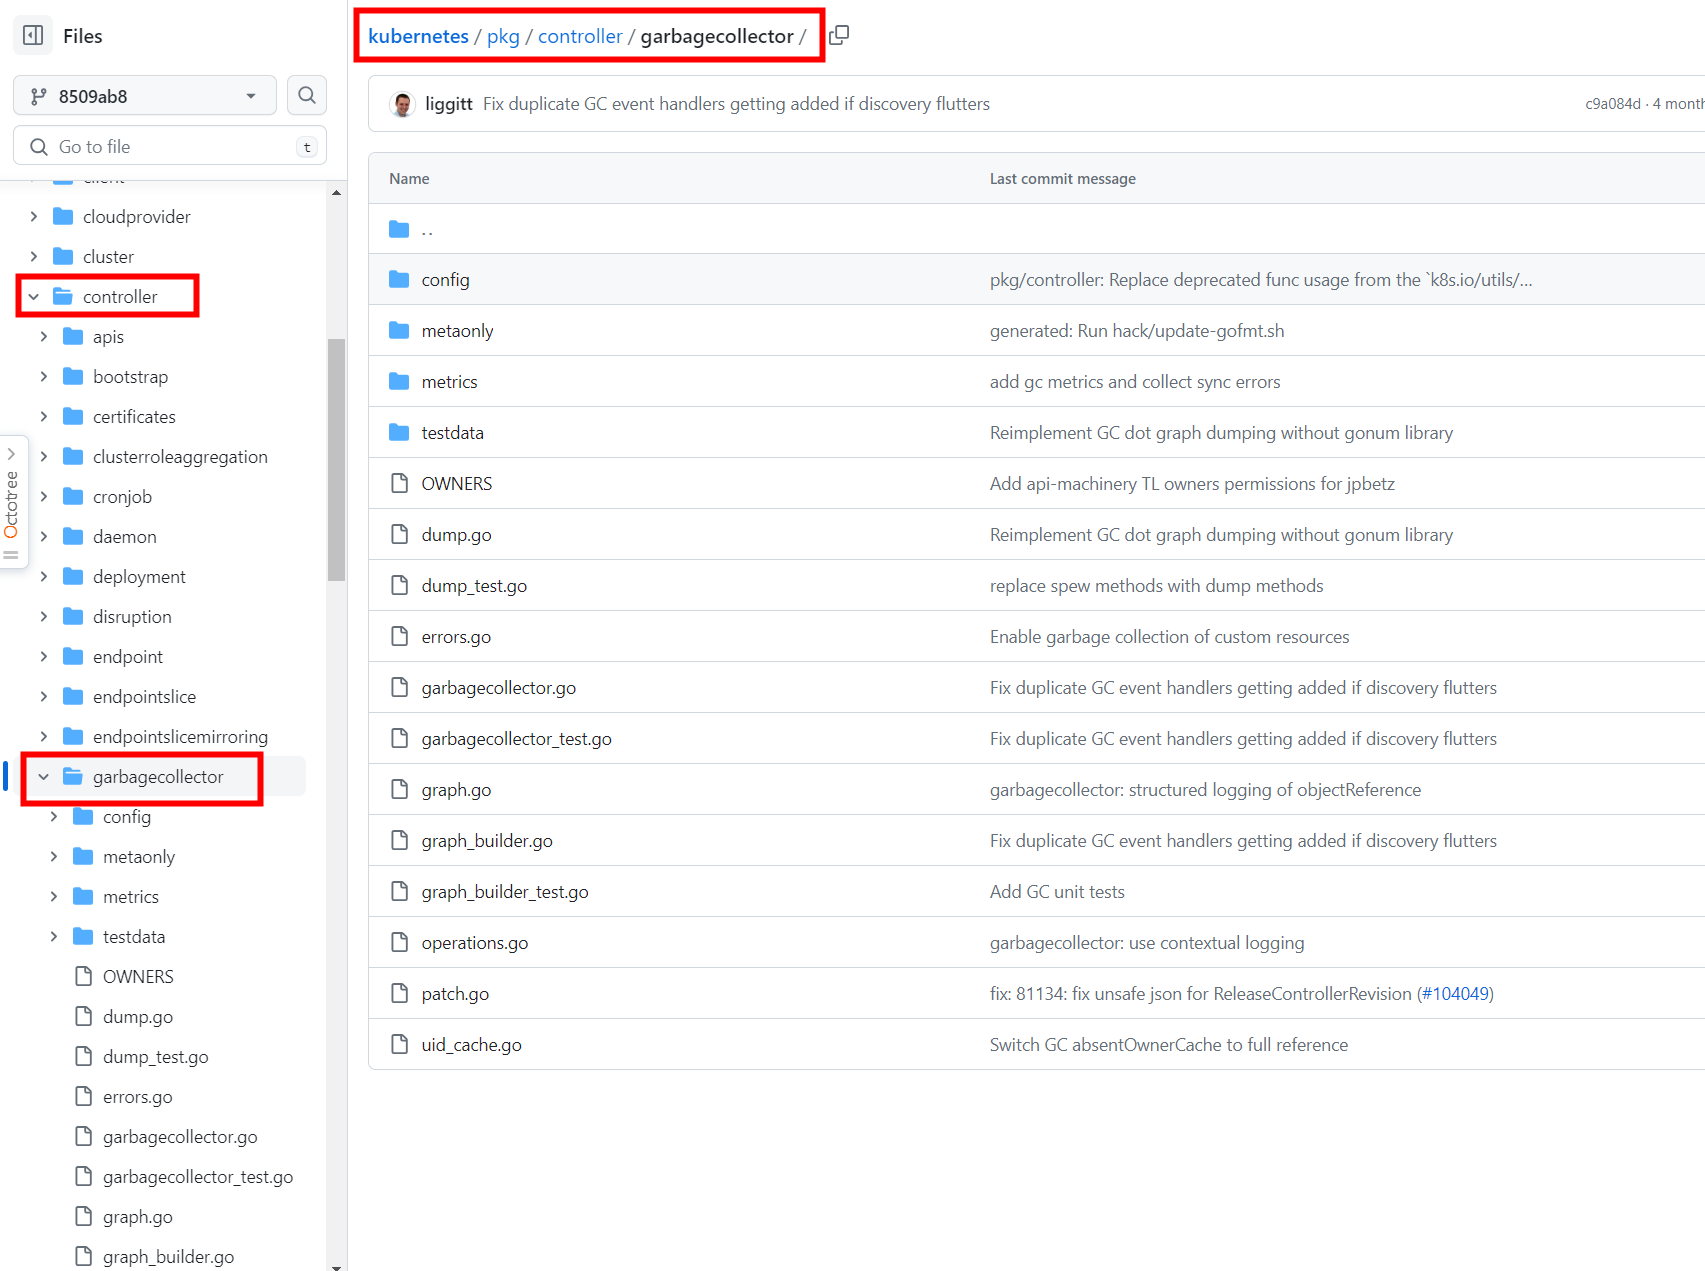 Files
8509ab8
Go to file
t
client
cloudprovider
cluster
controller
apis
bootstrap
certificates
clusterroleaggregation
cronjob
daemon
deployment
disruption
endpoint
endpointslice
endpointslicemirroring
garbagecollector
config
metaonly
metrics
testdata
OWNERS
dump.go
dump_test.go
errors.go
garbagecollector.go
garbagecollector_test.go
graph.go
graph_builder.go
Octotree
kubernetes / pkg / controller / garbagecollector /
liggitt Fix duplicate GC event handlers getting added if discovery flutters c9a084d · 4 month
Name Last commit message
..
config pkg/controller: Replace deprecated func usage from the `k8s.io/utils/...
metaonly generated: Run hack/update-gofmt.sh
metrics add gc metrics and collect sync errors
testdata Reimplement GC dot graph dumping without gonum library
OWNERS Add api-machinery TL owners permissions for jpbetz
dump.go Reimplement GC dot graph dumping without gonum library
dump_test.go replace spew methods with dump methods
errors.go Enable garbage collection of custom resources
garbagecollector.go Fix duplicate GC event handlers getting added if discovery flutters
garbagecollector_test.go Fix duplicate GC event handlers getting added if discovery flutters
graph.go garbagecollector: structured logging of objectReference
graph_builder.go Fix duplicate GC event handlers getting added if discovery flutters
graph_builder_test.go Add GC unit tests
operations.go garbagecollector: use contextual logging
patch.go fix: 81134: fix unsafe json for ReleaseControllerRevision (#104049)
uid_cache.go Switch GC absentOwnerCache to full reference